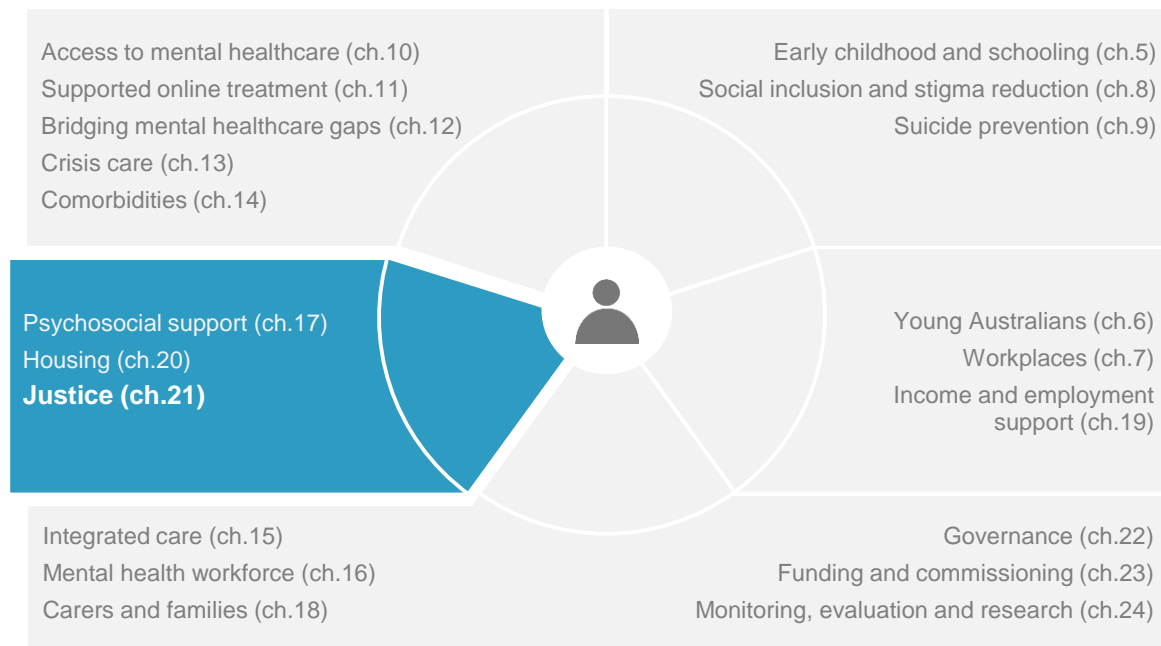 Access to mental healthcare (ch.10)
Supported online treatment (ch.11)
Bridging mental healthcare gaps (ch.12)
Crisis care (ch.13)
Comorbidities (ch.14)
Early childhood and schooling (ch.5)
Social inclusion and stigma reduction (ch.8)
Suicide prevention (ch.9)
Psychosocial support (ch.17)
Housing (ch.20)
Justice (ch.21)
Young Australians (ch.6)
Workplaces (ch.7)
Income and employment
support (ch.19)
Integrated care (ch.15)
Mental health workforce (ch.16)
Carers and families (ch.18)
Governance (ch.22)
Funding and commissioning (ch.23)
Monitoring, evaluation and research (ch.24)